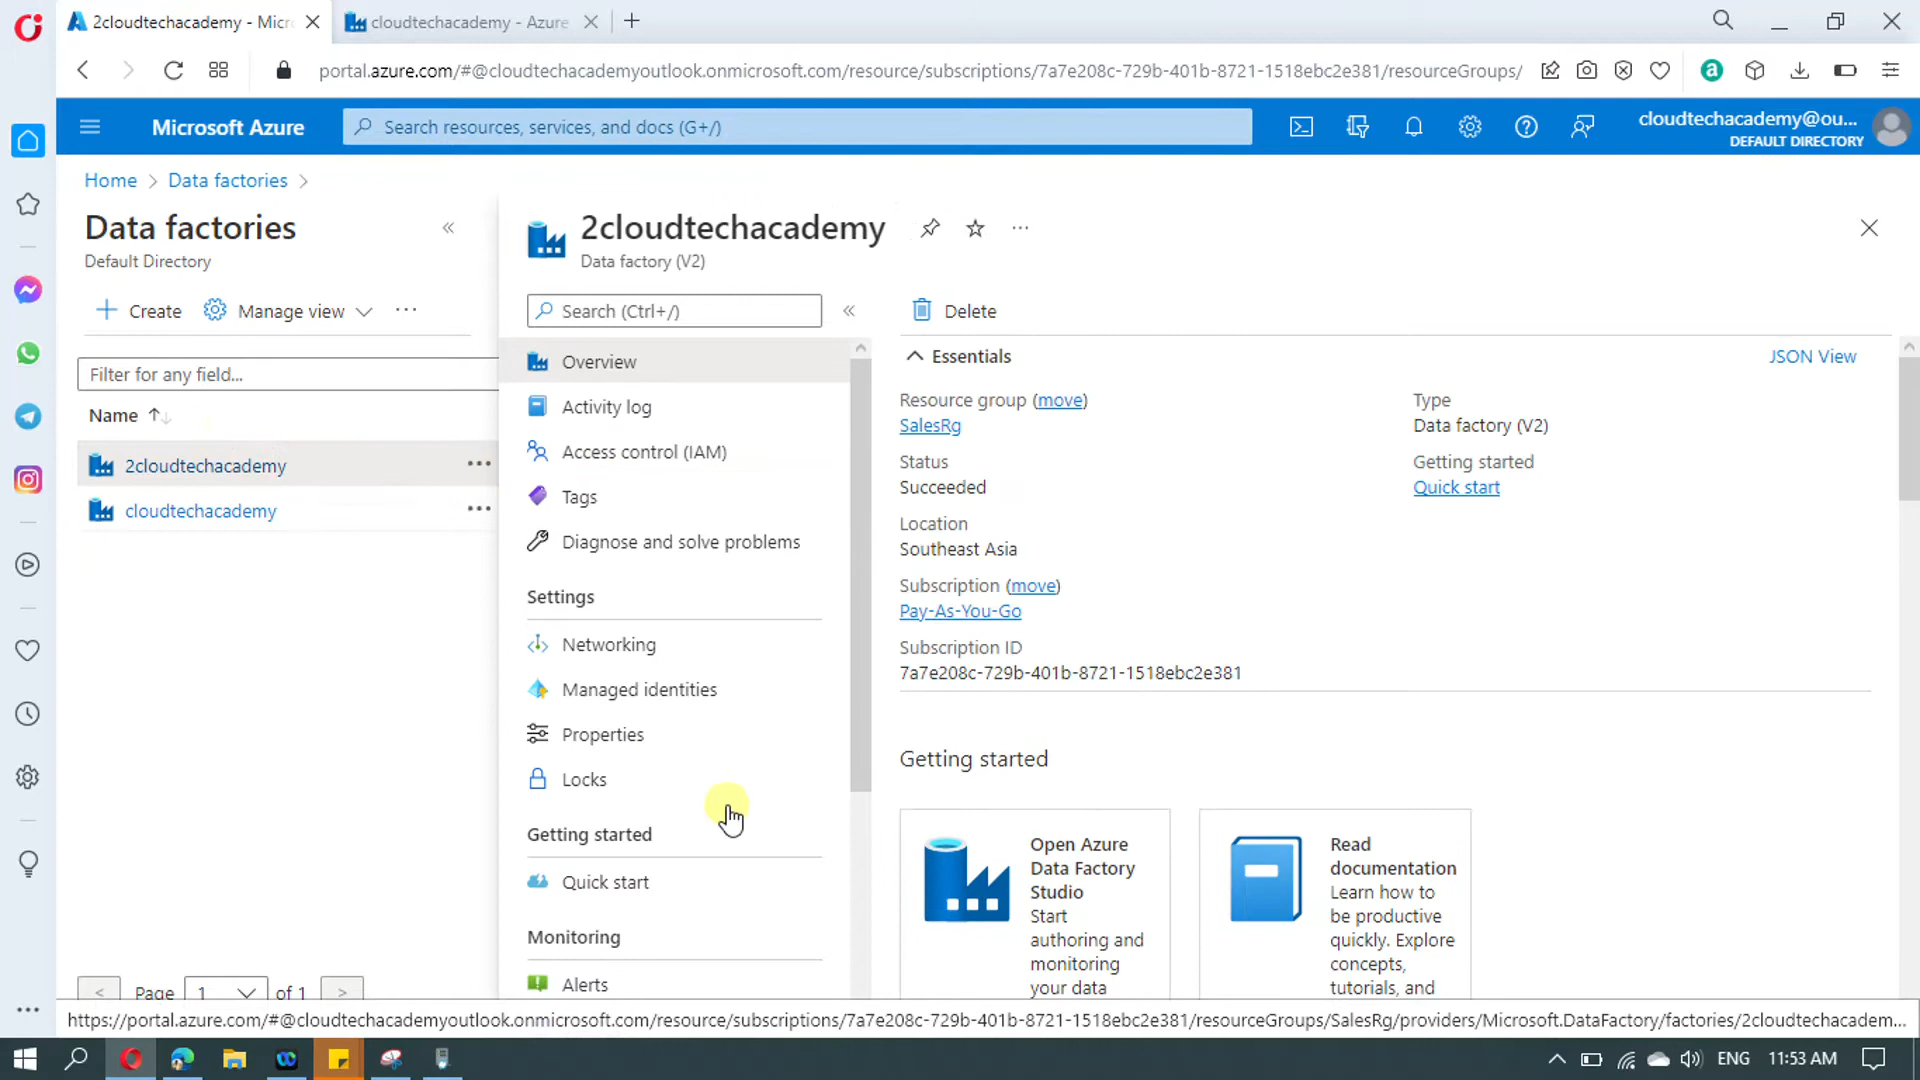 2cloudtechacademy - Micr
cloudtechacademy - Azure
portal.azure.com/#@cloudtechacademyoutlook.onmicrosoft.com/resource/subscriptions/7a7e208c-729b-401b-8721-1518ebc2e381/resourceGroups/
Microsoft Azure
Search resources, services, and docs (G+/)
cloudtechacademy@ou...
DEFAULT DIRECTORY
Home > Data factories >
Data factories
Default Directory
Create
Manage view
Filter for any field...
Name
2cloudtechacademy
cloudtechacademy
< Page 1 of 1 >
2cloudtechacademy
Data factory (V2)
Search (Ctrl+/)
Overview
Activity log
Access control (IAM)
Tags
Diagnose and solve problems
Settings
Networking
Managed identities
Properties
Locks
Getting started
Quick start
Monitoring
Alerts
Delete
Essentials
JSON View
Resource group (move)
SalesRg
Status
Succeeded
Location
Southeast Asia
Subscription (move)
Pay-As-You-Go
Subscription ID
7a7e208c-729b-401b-8721-1518ebc2e381
Type
Data factory (V2)
Getting started
Quick start
Getting started
Open Azure
Data Factory
Studio
Start
authoring and
monitoring
your data
Read
documentation
Learn how to
be productive
quickly. Explore
concepts,
tutorials, and
https://portal.azure.com/#@cloudtechacademyoutlook.onmicrosoft.com/resource/subscriptions/7a7e208c-729b-401b-8721-1518ebc2e381/resourceGroups/SalesRg/providers/Microsoft.DataFactory/factories/2cloudtechacadem...
ENG
11:53 AM